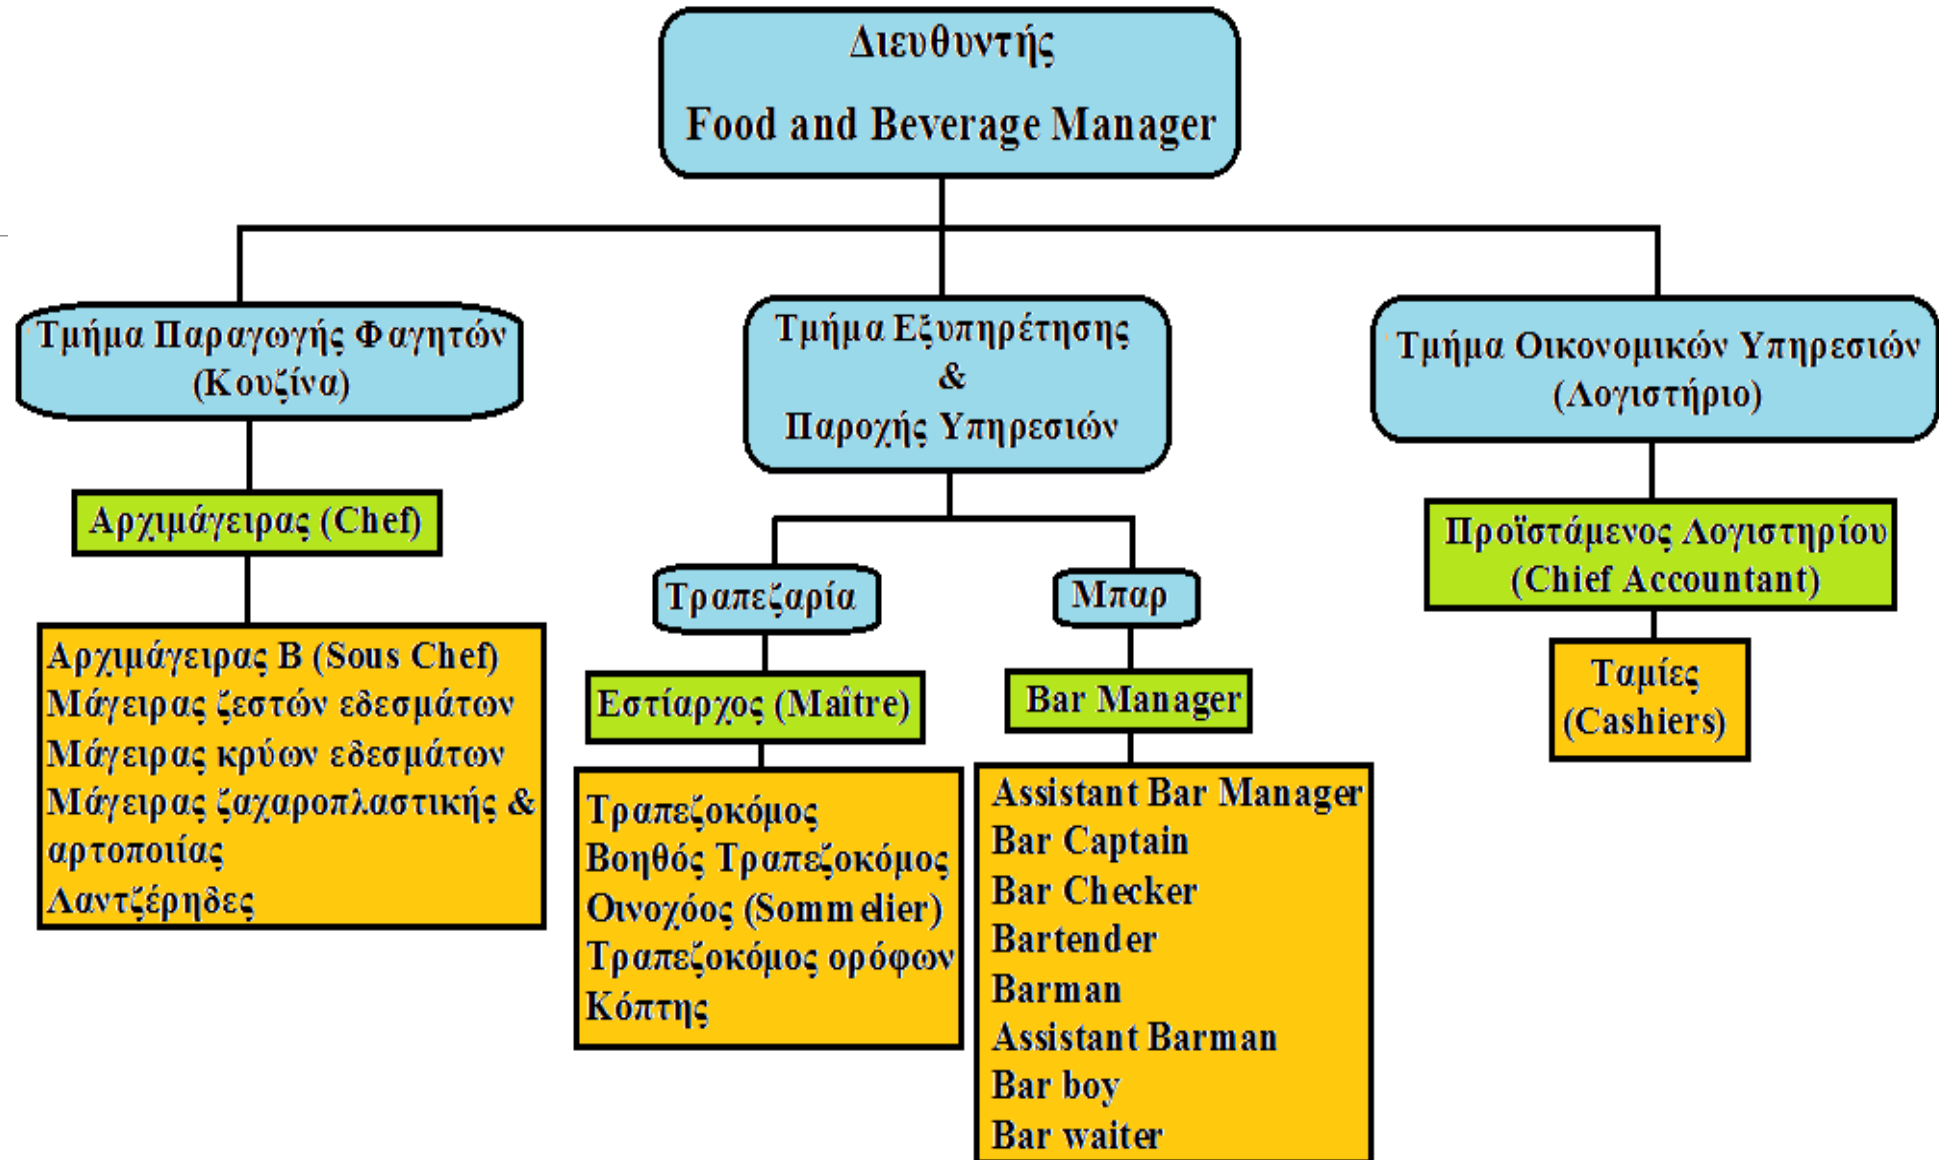 Διευθυντής
Food and Beverage Manager
Τμήμα Παραγωγής Φαγητών
(Κουζίνα)
Τμήμα Εξυπηρέτησης
&
Παροχής Υπηρεσιών
Τμήμα Οικονομικών Υπηρεσιών
(Λογιστήριο)
Αρχιμάγειρας (Chef)
Αρχιμάγειρας Β (Sous Chef)
Μάγειρας ζεστών εδεσμάτων
Μάγειρας κρύων εδεσμάτων
Μάγειρας ζαχαροπλαστικής &
αρτοποιίας
Λαντζέρηδες
Τραπεζαρία
Εστίαρχος (Maître)
Τραπεζοκόμος
Βοηθός Τραπεζοκόμος
Οινοχόος (Sommelier)
Τραπεζοκόμος ορόφων
Κόπτης
Μπαρ
Bar Manager
Assistant Bar Manager
Bar Captain
Bar Checker
Bartender
Barman
Assistant Barman
Bar boy
Bar waiter
Προϊστάμενος Λογιστηρίου
(Chief Accountant)
Ταμίες
(Cashiers)